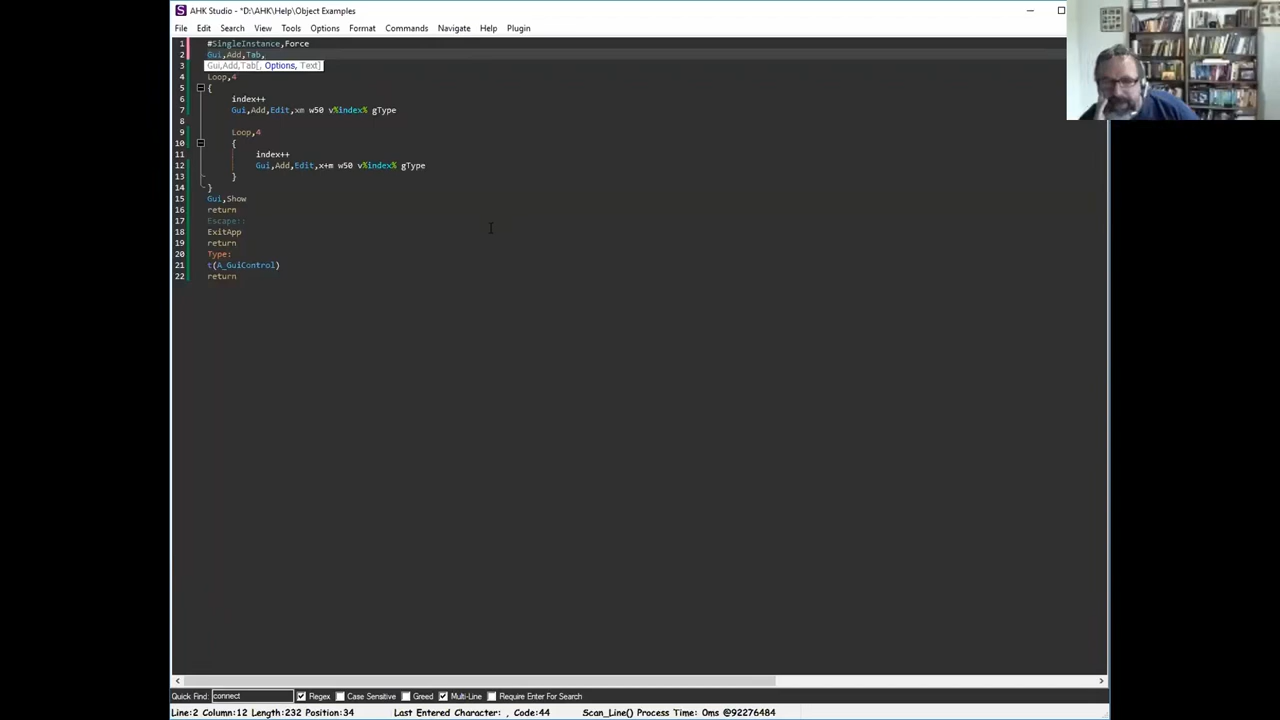 AHK Studio - *D:\AHK\Help\Object Examples
File Edit Search View Tools Options Format Commands Navigate Help Plugin
1 #SingleInstance,Force
2 Gui,Add,Tab,
3 Gui,Add,Tab[, Options, Text]
4 Loop,4
5 {
6 index++
7 Gui,Add,Edit,xm w50 v%index% gType
8
9 Loop,4
10 {
11 index++
12 Gui,Add,Edit,x+m w50 v%index% gType
13 }
14 }
15 Gui,Show
16 return
17 Escape::
18 ExitApp
19 return
20 Type:
21 t(A_GuiControl)
22 return
Quick Find: connect Regex Case Sensitive Greed Multi-Line Require Enter For Search
Line:2 Column:12 Length:232 Position:34 Last Entered Character: , Code:44 Scan_Line() Process Time: 0ms @92276484